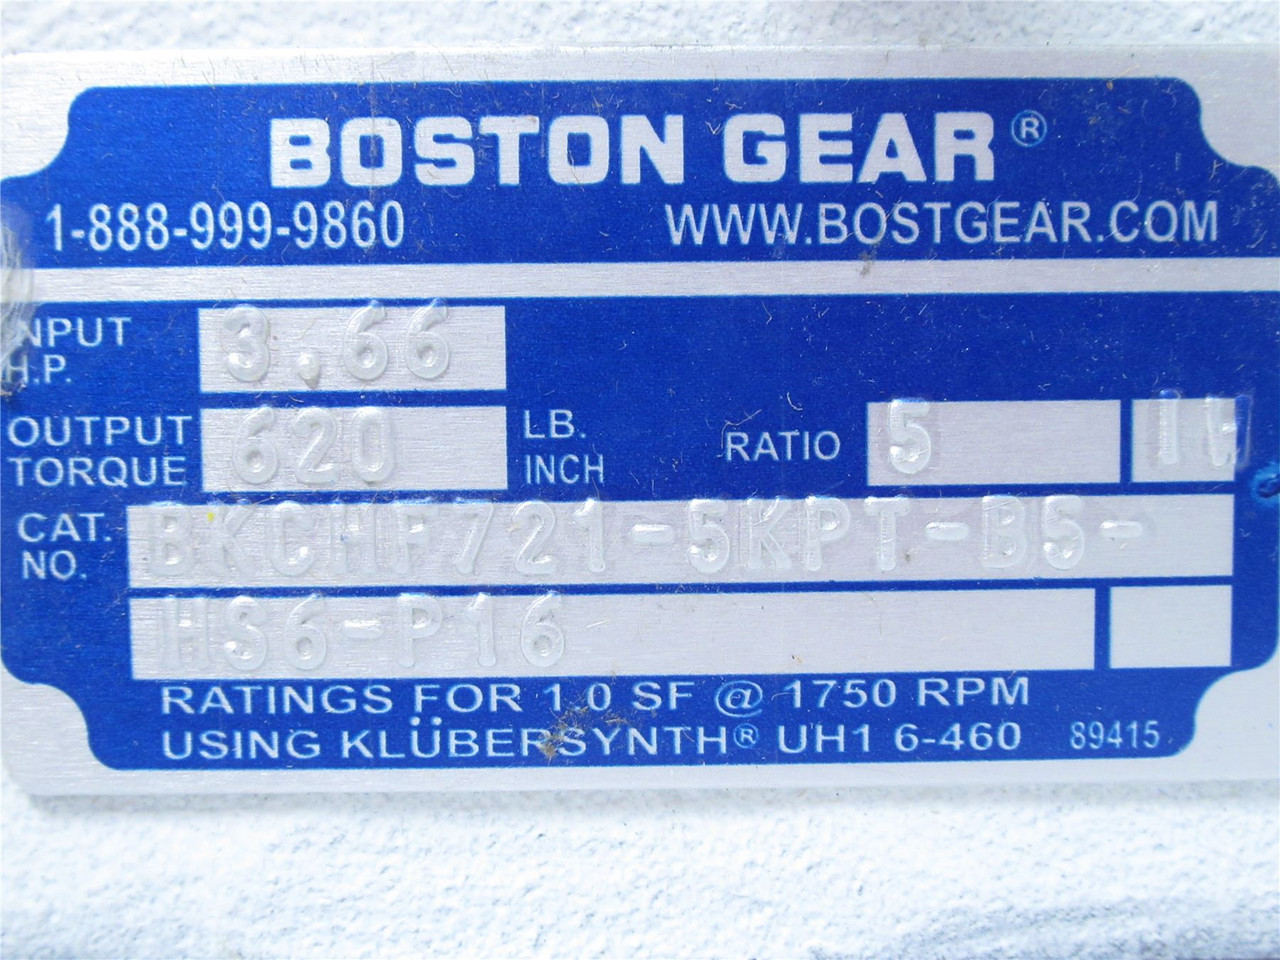 BOSTON GEAR®
1-888-999-9860 WWW.BOSTGEAR.COM
INPUT H.P. 3.66
OUTPUT TORQUE 620 LB. INCH RATIO 5
CAT. NO. BKCHF721-5KPT-B5-
HS6-P16
RATINGS FOR 1.0 SF @ 1750 RPM
USING KLÜBERSYNTH® UH1 6-460 89415